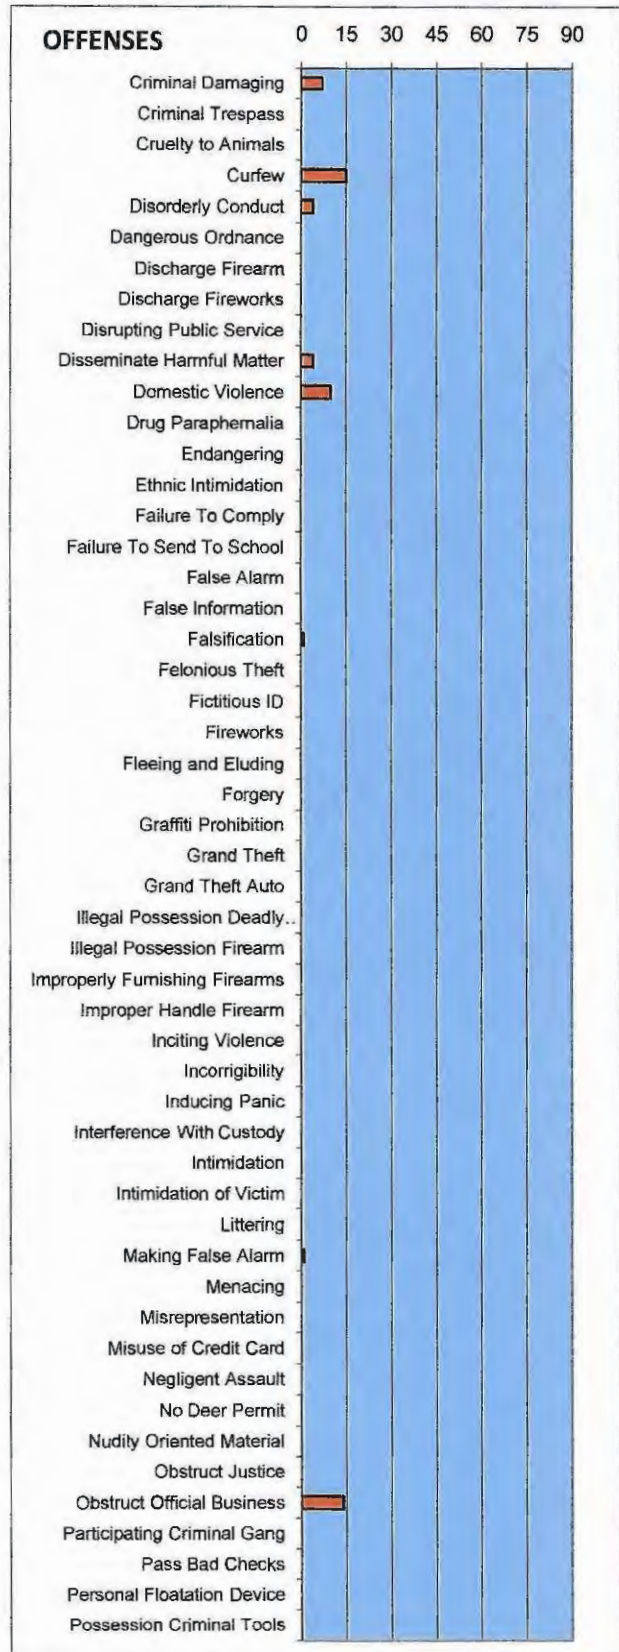 OFFENSES 0 15 30 45 60 75 90
Criminal Damaging
Criminal Trespass
Cruelty to Animals
Curfew
Disorderly Conduct
Dangerous Ordnance
Discharge Firearm
Discharge Fireworks
Disrupting Public Service
Disseminate Harmful Matter
Domestic Violence
Drug Paraphernalia
Endangering
Ethnic Intimidation
Failure To Comply
Failure To Send To School
False Alarm
False Information
Falsification
Felonious Theft
Fictitious ID
Fireworks
Fleeing and Eluding
Forgery
Graffiti Prohibition
Grand Theft
Grand Theft Auto
Illegal Possession Deadly..
Illegal Possession Firearm
Improperly Furnishing Firearms
Improper Handle Firearm
Inciting Violence
Incorrigibility
Inducing Panic
Interference With Custody
Intimidation
Intimidation of Victim
Littering
Making False Alarm
Menacing
Misrepresentation
Misuse of Credit Card
Negligent Assault
No Deer Permit
Nudity Oriented Material
Obstruct Justice
Obstruct Official Business
Participating Criminal Gang
Pass Bad Checks
Personal Floatation Device
Possession Criminal Tools